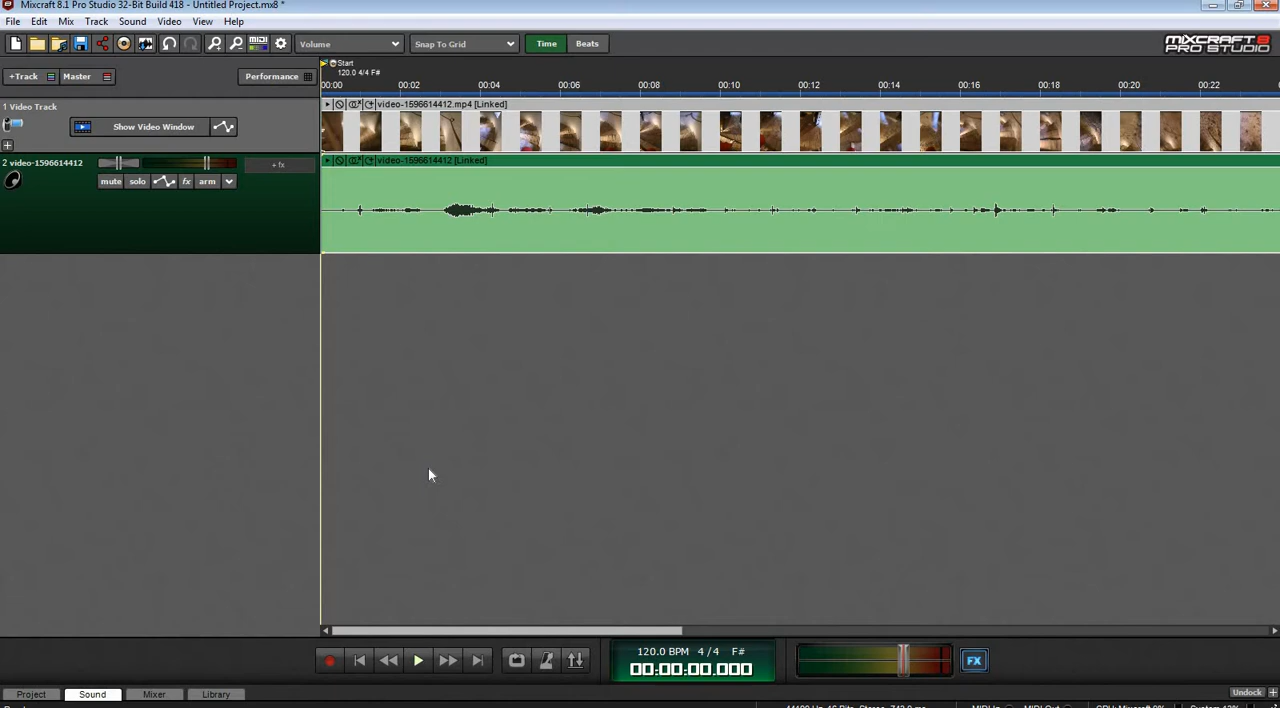 Mixcraft 8.1 Pro Studio 32-Bit Build 418 - Untitled Project.mx8 *
File Edit Mix Track Sound Video View Help
Volume Snap To Grid Time Beats MIXCRAFT 8 PRO STUDIO
+Track Master Performance
Start
120.0 4/4 F#
00:00 00:02 00:04 00:06 00:08 00:10 00:12 00:14 00:16 00:18 00:20 00:22
1 Video Track
video-1596614412.mp4 [Linked]
Show Video Window
2 video-1596614412
video-1596614412 [Linked]
+ fx
mute solo fx arm
120.0 BPM 4 / 4 F#
00:00:00.000
FX
Project Sound Mixer Library Undock